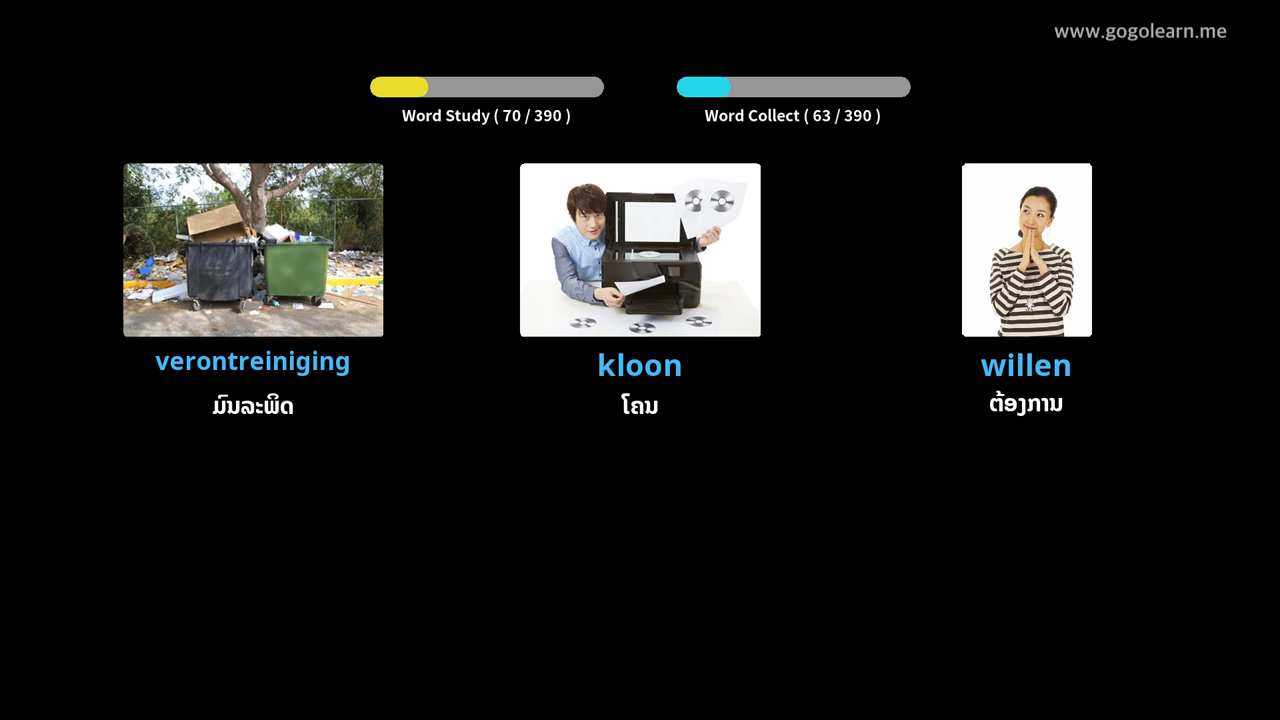 www.gogolearn.me
Word Study ( 70 / 390 )
Word Collect ( 63 / 390 )
verontreiniging
kloon
willen
ມົນລະພິດ
ໂຄນ
ຕ້ອງການ